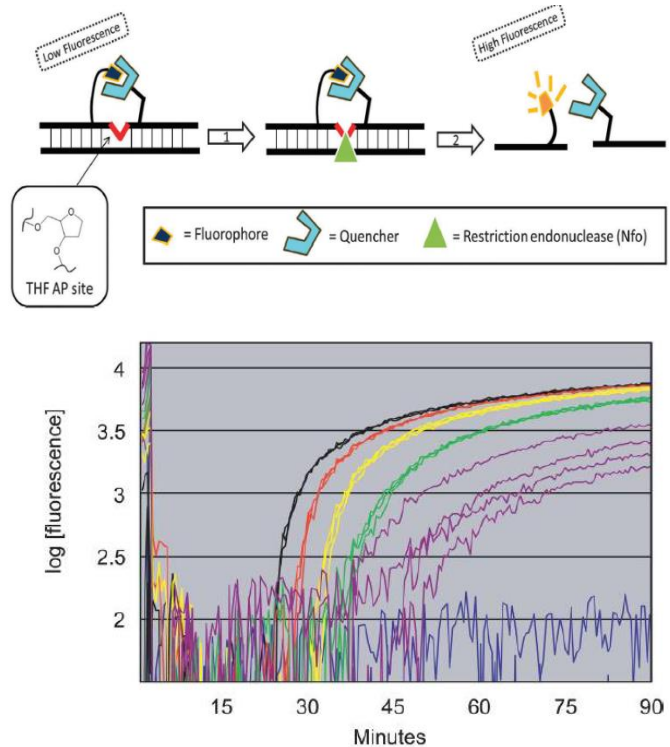 Low Fluorescence
High Fluorescence
1
2
O
O
O
THF AP site
= Fluorophore
= Quencher
= Restriction endonuclease (Nfo)
log [fluorescence]
4
3.5
3
2.5
2
15
30
45
60
75
90
Minutes